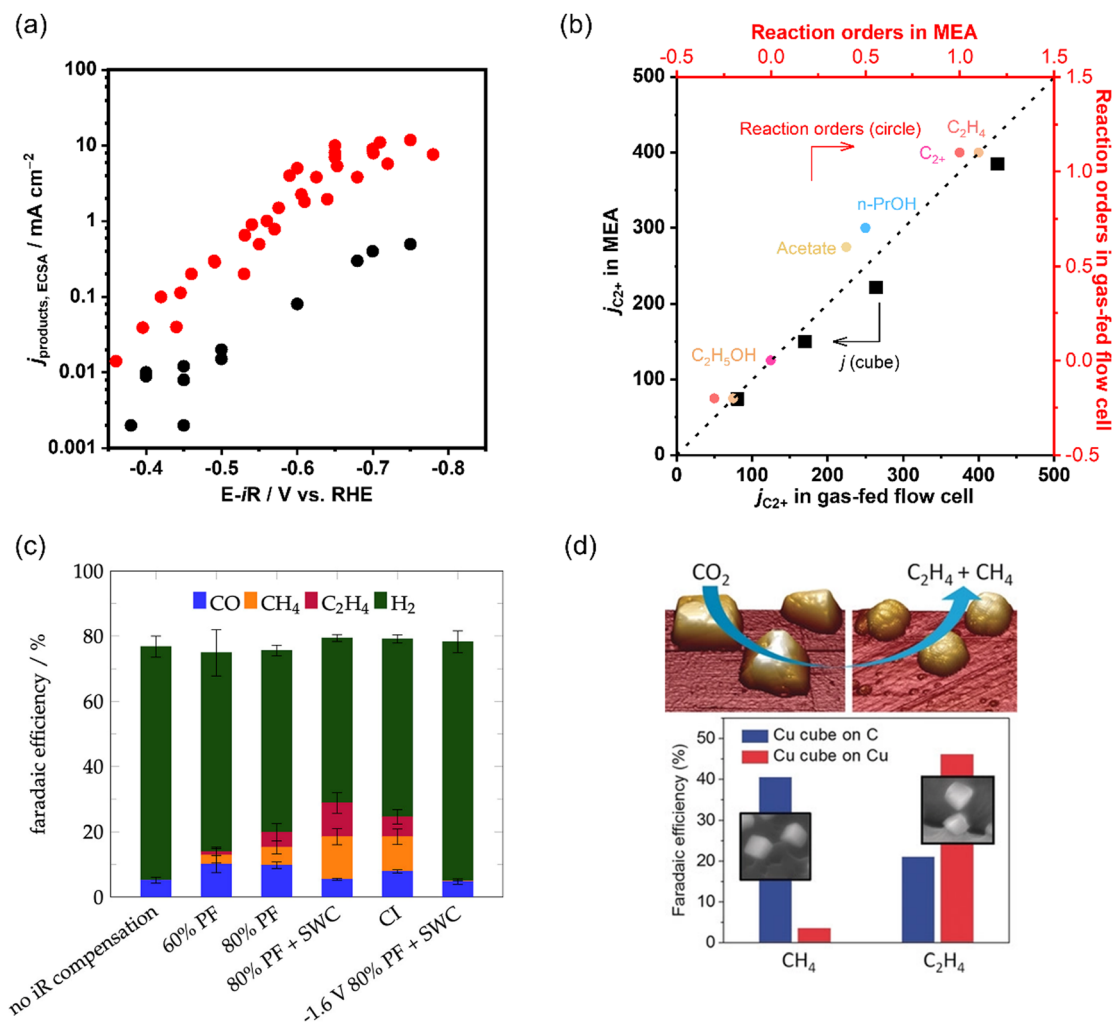 (a)
100
10
1
0.1
0.01
0.001
j products, ECSA / mA cm−2
-0.4 -0.5 -0.6 -0.7 -0.8
E-iR / V vs. RHE
(b)
Reaction orders in MEA
-0.5 0.0 0.5 1.0 1.5
500
400
300
200
100
0
jC2+ in MEA
Reaction orders (circle)
C2H4
C2+
n-PrOH
Acetate
C2H5OH
j (cube)
1.5
1.0
0.5
0.0
-0.5
Reaction orders in gas-fed flow cell
0 100 200 300 400 500
jC2+ in gas-fed flow cell
(c)
100
80
60
40
20
0
faradaic efficiency / %
CO CH4 C2H4 H2
no iR compensation
60% PF
80% PF
80% PF + SWC
CI
-1.6 V 80% PF + SWC
(d)
CO2
C2H4 + CH4
50
40
30
20
10
0
Faradaic efficiency (%)
Cu cube on C
Cu cube on Cu
CH4 C2H4